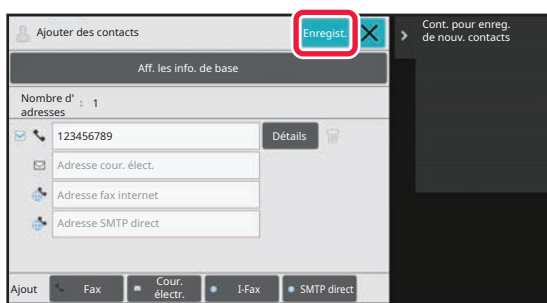 Ajouter des contacts
Enregist.
Cont. pour enreg.
de nouv. contacts
Aff. les info. de base
Nombre d'
adresses
: 1
123456789
Détails
Adresse cour. élect.
Adresse fax internet
Adresse SMTP direct
Ajout
Fax
Cour.
électr.
I-Fax
SMTP direct